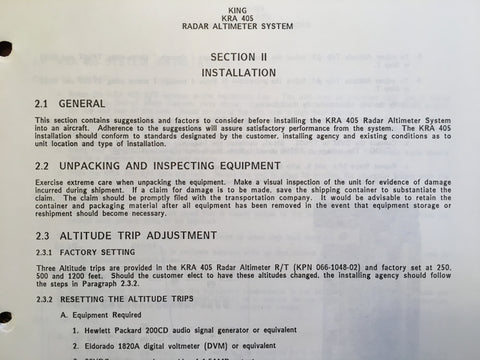 KING
KRA 405
RADAR ALTIMETER SYSTEM
SECTION II
INSTALLATION
2.1 GENERAL
This section contains suggestions and factors to consider before installing the KRA 405 Radar Altimeter System
into an aircraft. Adherence to the suggestions will assure satisfactory performance from the system. The KRA 405
installation should conform to standards designated by the customer. installing agency and existing conditions as to
unit location and type of installation.
2.2 UNPACKING AND INSPECTING EQUIPMENT
Exercise extreme care when unpacking the equipment. Make a visual inspection of the unit for evidence of damage
incurred during shipment. If a claim for damage is to be made, save the shipping container to substantiate the
claim. The claim should be promptly filed with the transportation company. It would be advisable to retain the
container and packaging material after all equipment has been removed in the event that equipment storage or
reshipment should become necessary.
2.3 ALTITUDE TRIP ADJUSTMENT
2.3.1 FACTORY SETTING
Three Altitude trips are provided in the KRA 405 Radar Altimeter R/T (KPN 066-1048-02) and factory set at 250,
500 and 1200 feet. Should the customer elect to have these altitudes changed, the installing agency should follow
the steps in Paragraph 2.3.2.
2.3.2 RESETTING THE ALTITUDE TRIPS
A. Equipment Required
1. Hewlett Packard 200CD audio signal generator or equivalent
2. Eldorado 1820A digital voltmeter (DVM) or equivalent